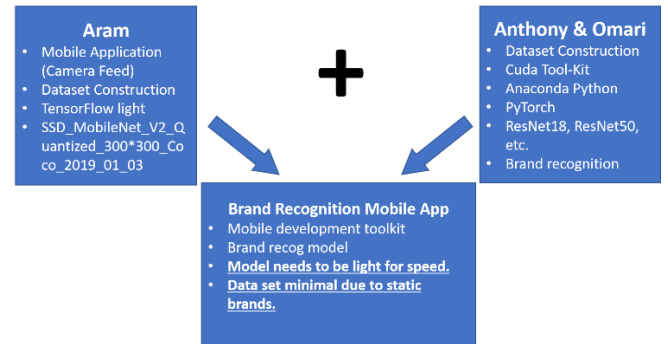 Aram
• Mobile Application
(Camera Feed)
• Dataset Construction
• TensorFlow light
• SSD_MobileNet_V2_Q
uantized_300*300_Co
co_2019_01_03
+
Anthony & Omari
• Dataset Construction
• Cuda Tool-Kit
• Anaconda Python
• PyTorch
• ResNet18, ResNet50,
etc.
• Brand recognition
Brand Recognition Mobile App
• Mobile development toolkit
• Brand recog model
• Model needs to be light for speed.
• Data set minimal due to static
brands.